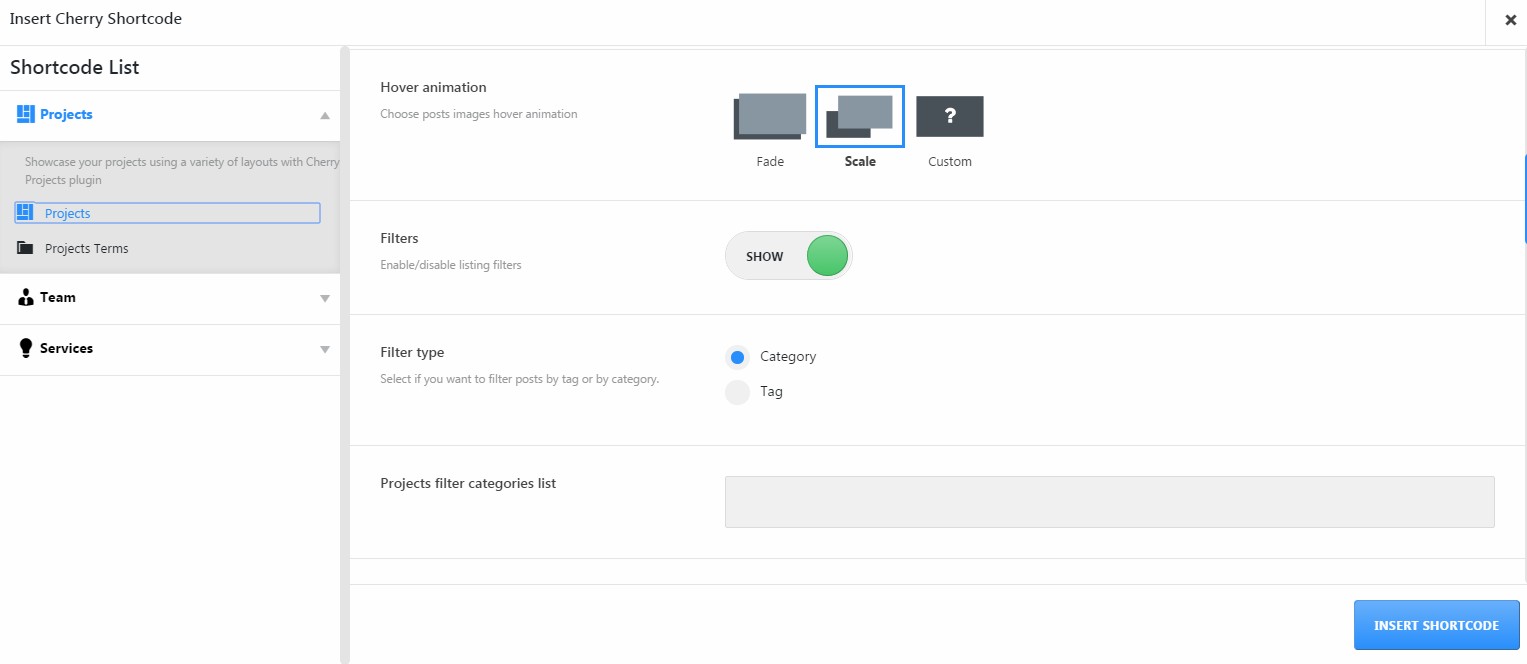 Insert Cherry Shortcode
Shortcode List
Projects
Showcase your projects using a variety of layouts with Cherry
Projects plugin
Projects
Projects Terms
Team
Services
Hover animation
Choose posts images hover animation
?
Fade
Scale
Custom
Filters
Enable/disable listing filters
SHOW
Filter type
Select if you want to filter posts by tag or by category.
Category
Tag
Projects filter categories list
INSERT SHORTCODE